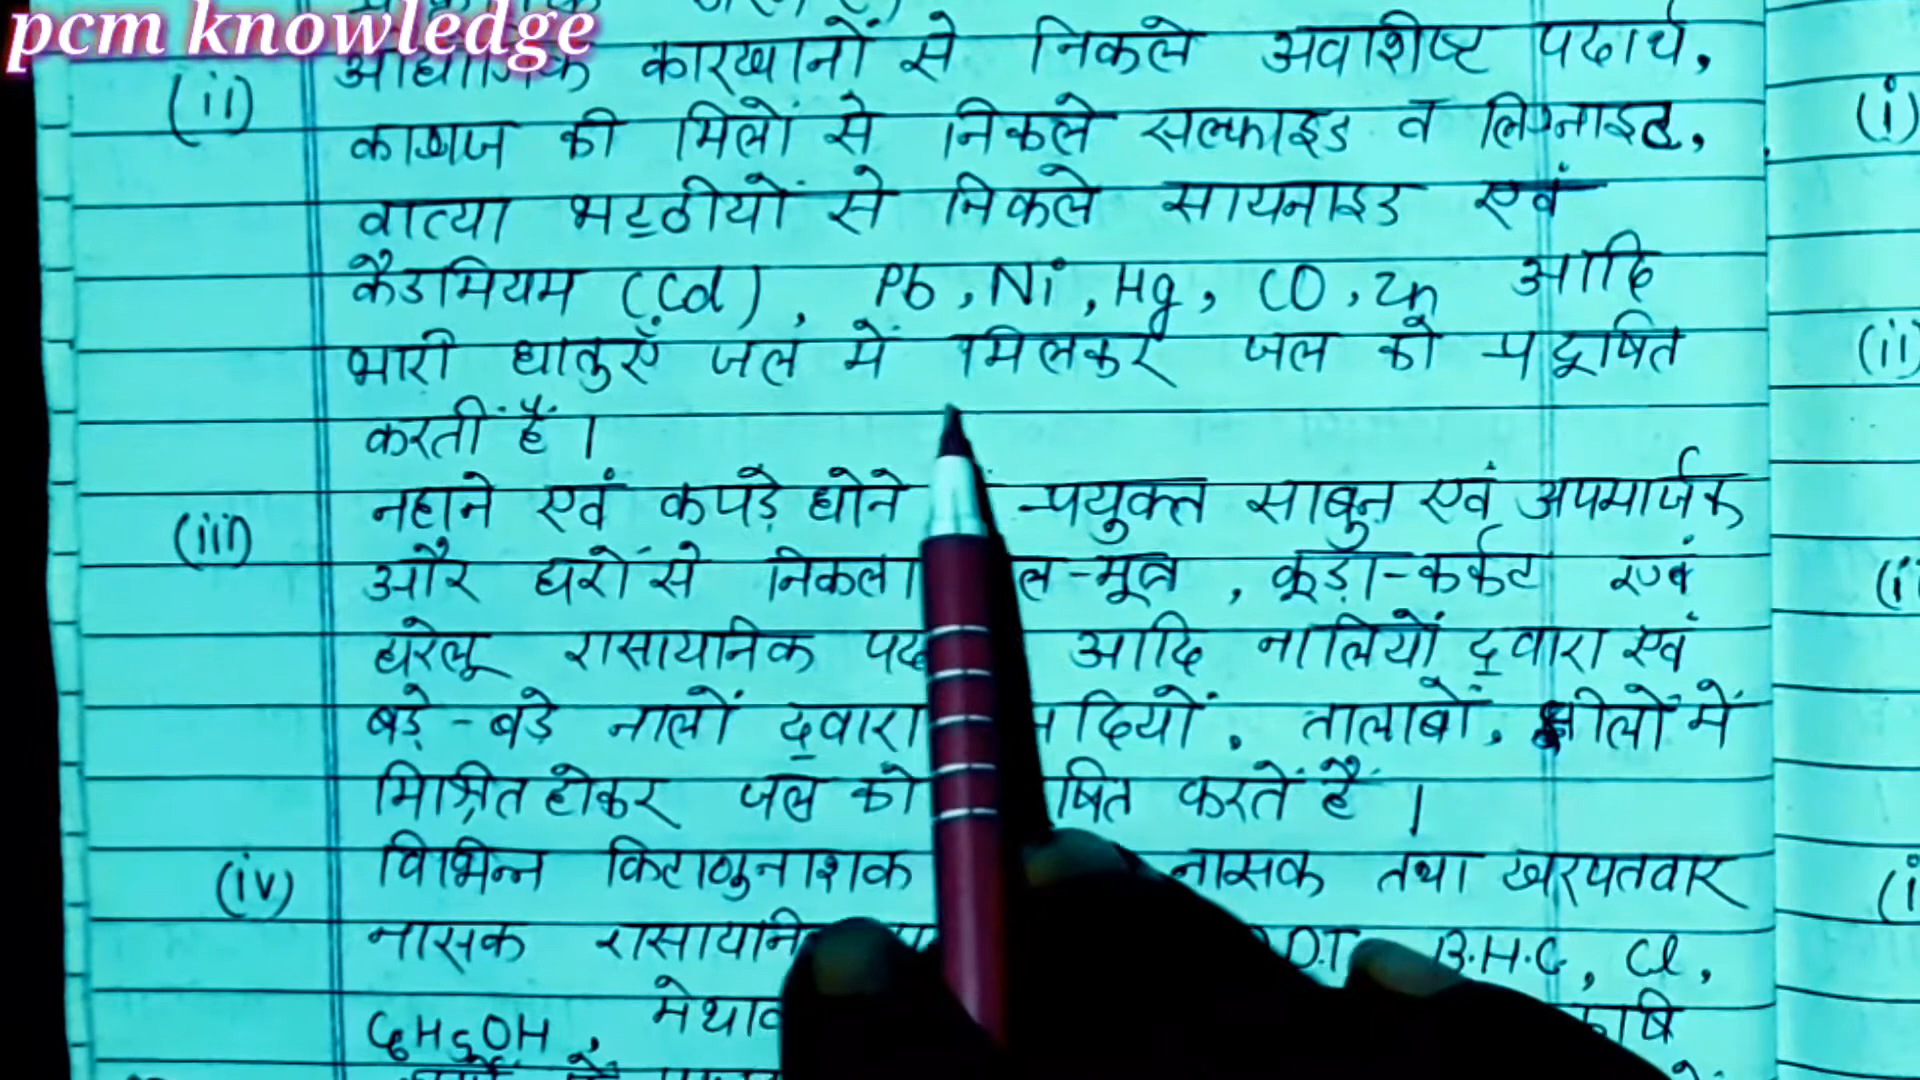 pcm knowledge
(ii) औद्योगिक कारखानों से निकले अवाशिष्ट पदार्थ,
कागज की मिलों से निकले सल्फाइड व लिग्नाइट,
वात्या भट्ठीयों से निकले सायनाइड एवं
कैडमियम (Cd), Pb, Ni, Hg, CO, Zn आदि
भारी धातुएँ जल में मिलकर जल को प्रदूषित
करतीं हैं।
(iii) नहाने एवं कपड़े धोने प्रयुक्त साबुन एवं अपमार्जक
और घरों से निकला ल-मूत्र, कूड़ा-कर्कट एवं
घरेलू रासायनिक पद आदि नालियों द्वारा एवं
बड़े-बड़े नालों द्वारा दियों, तालाबों, झीलों में
मिश्रित होकर जल को षित करतें हैं।
(iv) विभिन्न किटाणुनाशक नासक तथा खरपतवार
नासक रासायनि D.T B.H.C, Cl,
C6H5OH, मेथा षि
(i)
(ii)